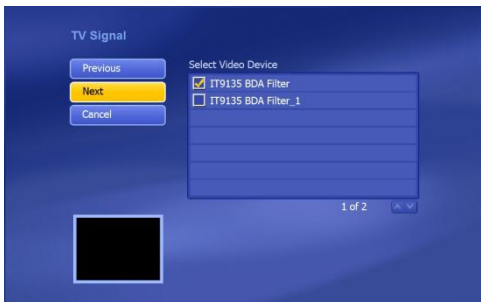 TV Signal
Previous
Next
Cancel
Select Video Device
IT9135 BDA Filter
IT9135 BDA Filter_1
1 of 2